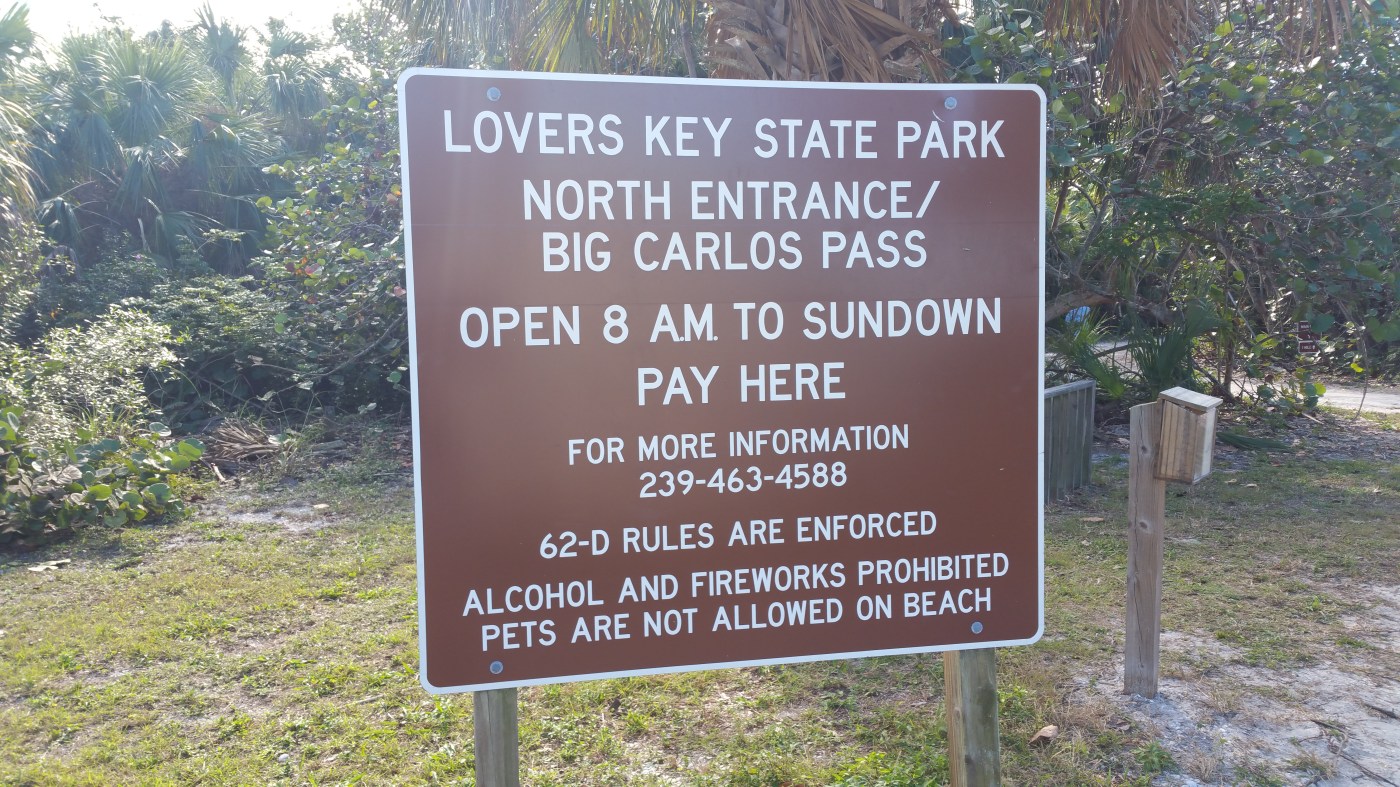 LOVERS KEY STATE PARK
NORTH ENTRANCE/
BIG CARLOS PASS
OPEN 8 A.M. TO SUNDOWN
PAY HERE
FOR MORE INFORMATION
239-463-4588
62-D RULES ARE ENFORCED
ALCOHOL AND FIREWORKS PROHIBITED
PETS ARE NOT ALLOWED ON BEACH